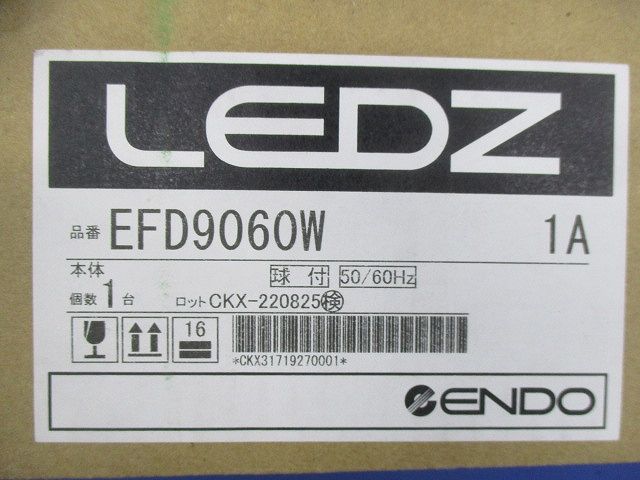 LEDZ
品番 EFD9060W 1A
本体 球付 50/60Hz
個数 1 台 ロット CKX-220825 検
16
*CKX31719270001*
ENDO